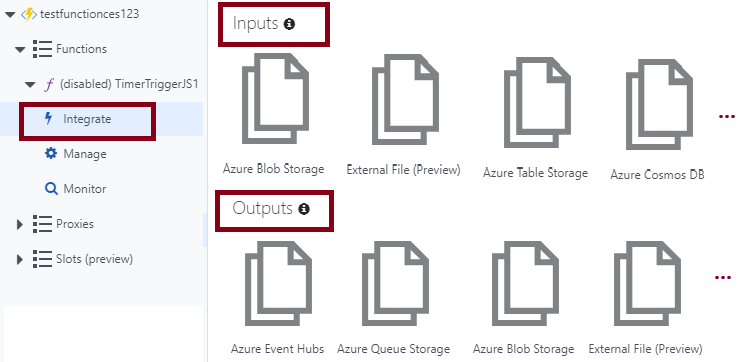 testfunctionces123
Functions
(disabled) TimerTriggerJS1
Integrate
Manage
Monitor
Proxies
Slots (preview)
Inputs
Azure Blob Storage External File (Preview) Azure Table Storage Azure Cosmos DB
...
Outputs
Azure Event Hubs Azure Queue Storage Azure Blob Storage External File (Preview)
...